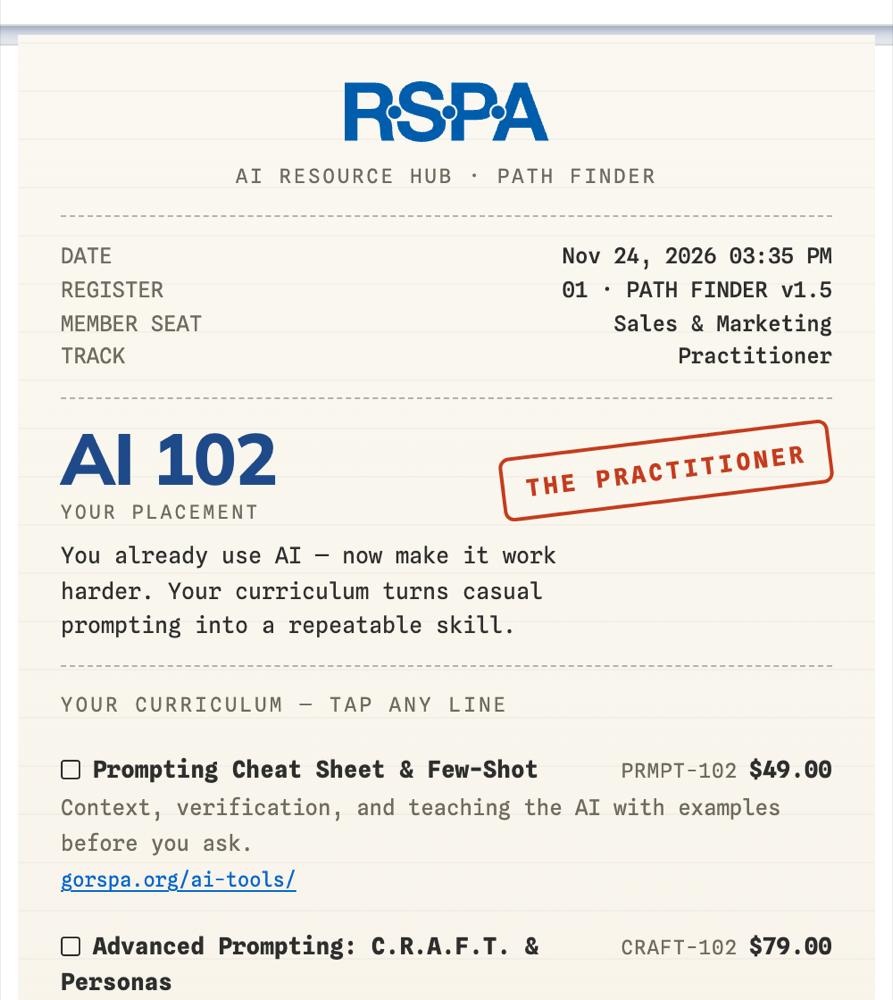 R·S·P·A
AI RESOURCE HUB · PATH FINDER
DATE Nov 24, 2026 03:35 PM
REGISTER 01 · PATH FINDER v1.5
MEMBER SEAT Sales & Marketing
TRACK Practitioner
AI 102
THE PRACTITIONER
YOUR PLACEMENT
You already use AI — now make it work
harder. Your curriculum turns casual
prompting into a repeatable skill.
YOUR CURRICULUM — TAP ANY LINE
Prompting Cheat Sheet & Few-Shot PRMPT-102 $49.00
Context, verification, and teaching the AI with examples
before you ask.
gorspa.org/ai-tools/
Advanced Prompting: C.R.A.F.T. & CRAFT-102 $79.00
Personas